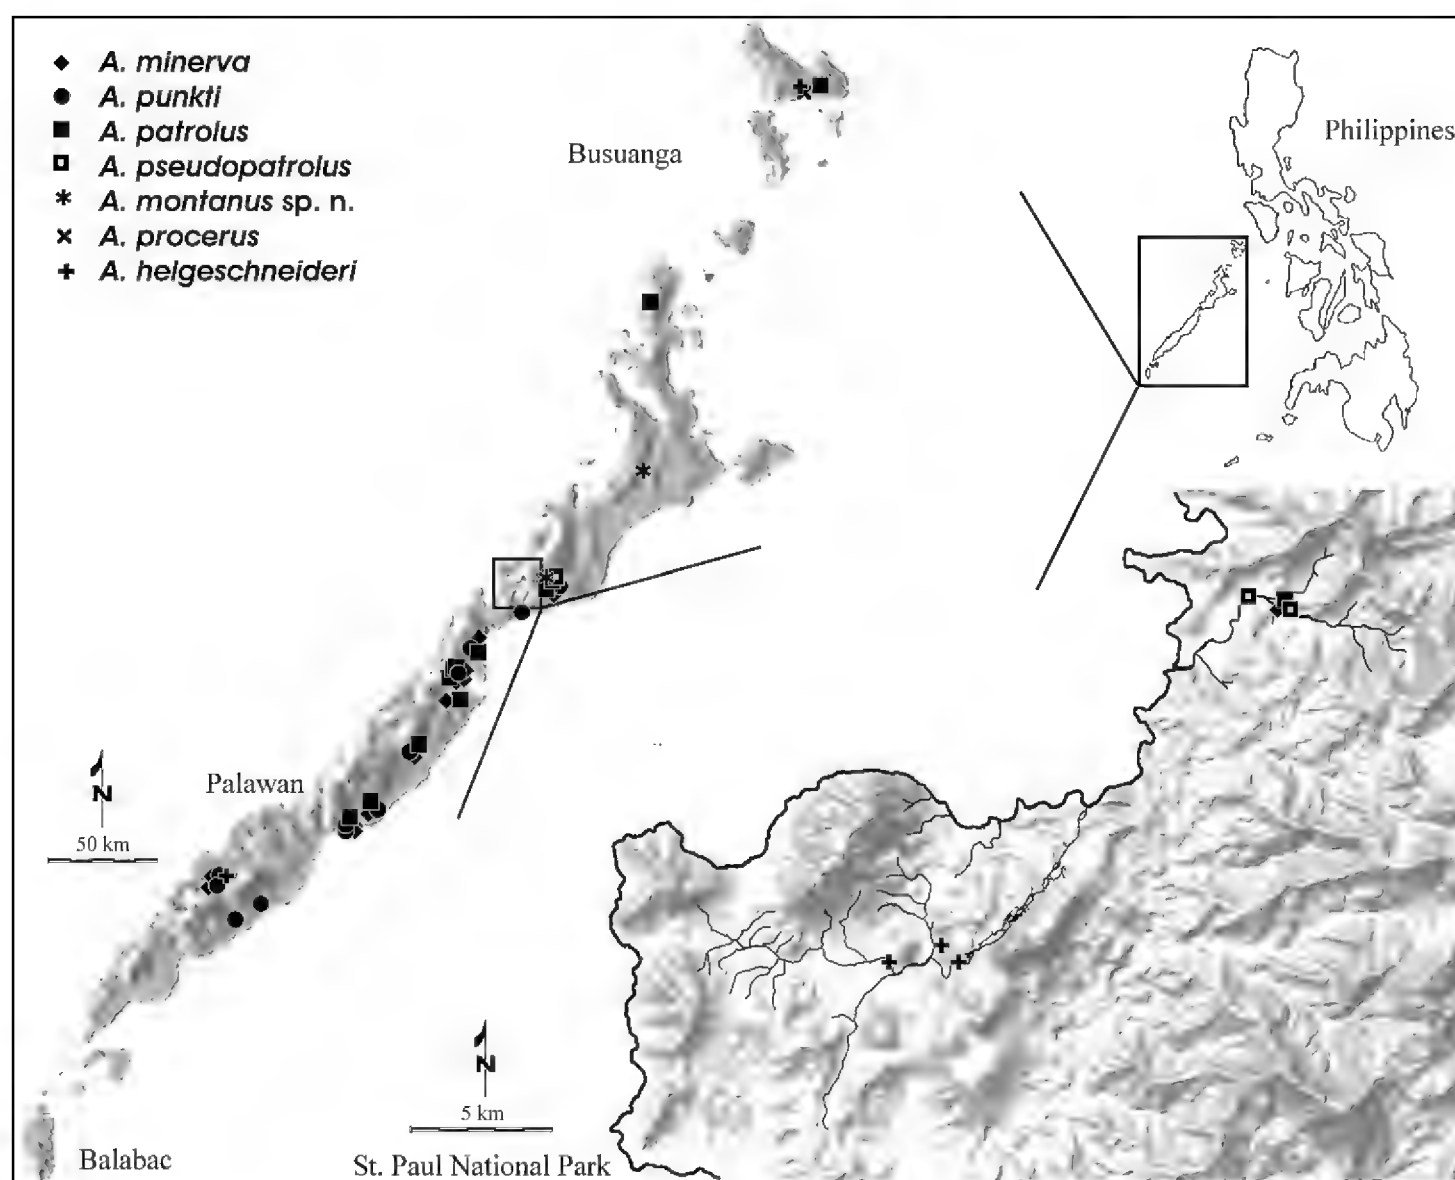 A. minerva
A. punkti
A. patrolus
A. pseudopatrolus
A. montanus sp. n.
A. procerus
A. helgeschneideri
Busuanga
Philippines
Palawan
N
50 km
N
5 km
St. Paul National Park
Balabac